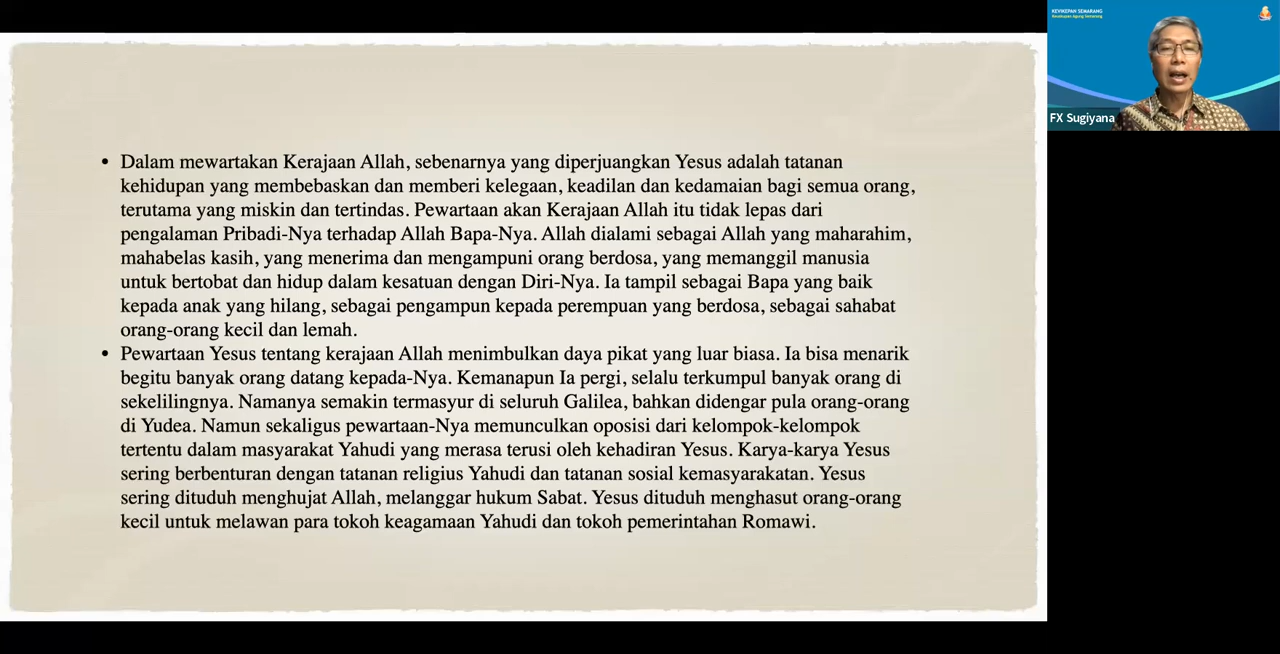 • Dalam mewartakan Kerajaan Allah, sebenarnya yang diperjuangkan Yesus adalah tatanan
kehidupan yang membebaskan dan memberi kelegaan, keadilan dan kedamaian bagi semua orang,
terutama yang miskin dan tertindas. Pewartaan akan Kerajaan Allah itu tidak lepas dari
pengalaman Pribadi-Nya terhadap Allah Bapa-Nya. Allah dialami sebagai Allah yang maharahim,
mahabelas kasih, yang menerima dan mengampuni orang berdosa, yang memanggil manusia
untuk bertobat dan hidup dalam kesatuan dengan Diri-Nya. Ia tampil sebagai Bapa yang baik
kepada anak yang hilang, sebagai pengampun kepada perempuan yang berdosa, sebagai sahabat
orang-orang kecil dan lemah.
• Pewartaan Yesus tentang kerajaan Allah menimbulkan daya pikat yang luar biasa. Ia bisa menarik
begitu banyak orang datang kepada-Nya. Kemanapun Ia pergi, selalu terkumpul banyak orang di
sekelilingnya. Namanya semakin termasyur di seluruh Galilea, bahkan didengar pula orang-orang
di Yudea. Namun sekaligus pewartaan-Nya memunculkan oposisi dari kelompok-kelompok
tertentu dalam masyarakat Yahudi yang merasa terusi oleh kehadiran Yesus. Karya-karya Yesus
sering berbenturan dengan tatanan religius Yahudi dan tatanan sosial kemasyarakatan. Yesus
sering dituduh menghujat Allah, melanggar hukum Sabat. Yesus dituduh menghasut orang-orang
kecil untuk melawan para tokoh keagamaan Yahudi dan tokoh pemerintahan Romawi.
KEVIKEPAN SEMARANG
Keuskupan Agung Semarang
FX Sugiyana